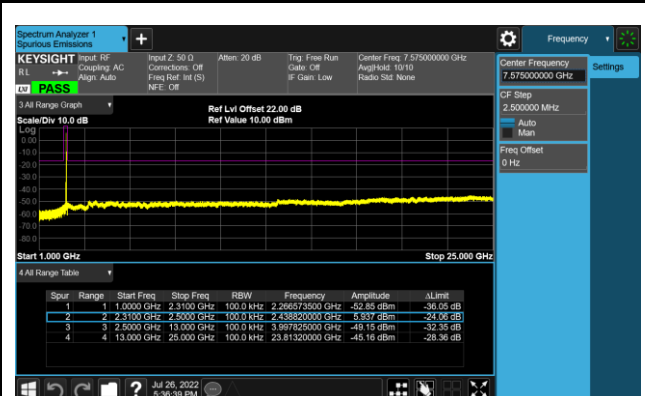 Spectrum Analyzer 1
Spurious Emissions
+
Frequency
KEYSIGHT Input: RF Input Z: 50 Ω Atten: 20 dB Trig: Free Run Center Freq: 7.575000000 GHz
RL Coupling: AC Corrections: Off Gate: Off Avg|Hold: 10/10
Align: Auto Freq Ref: Int (S) IF Gain: Low Radio Std: None
LXI PASS NFE: Off
Center Frequency Settings
7.575000000 GHz
CF Step
2.500000 MHz
Auto
Man
Freq Offset
0 Hz
3 All Range Graph Ref Lvl Offset 22.00 dB
Scale/Div 10.0 dB Ref Value 10.00 dBm
Log
0.00
-10.0
-20.0
-30.0
-40.0
-50.0
-60.0
-70.0
-80.0
Start 1.000 GHz Stop 25.000 GHz
4 All Range Table
Spur Range Start Freq Stop Freq RBW Frequency Amplitude ΔLimit
1 1 1.0000 GHz 2.3100 GHz 100.0 kHz 2.266573500 GHz -52.85 dBm -36.05 dB
2 2 2.3100 GHz 2.5000 GHz 100.0 kHz 2.438820000 GHz 5.937 dBm -24.06 dB
3 3 2.5000 GHz 13.000 GHz 100.0 kHz 3.997825000 GHz -49.15 dBm -32.35 dB
4 4 13.000 GHz 25.000 GHz 100.0 kHz 23.81320000 GHz -45.16 dBm -28.36 dB
? Jul 26, 2022
5:36:39 PM